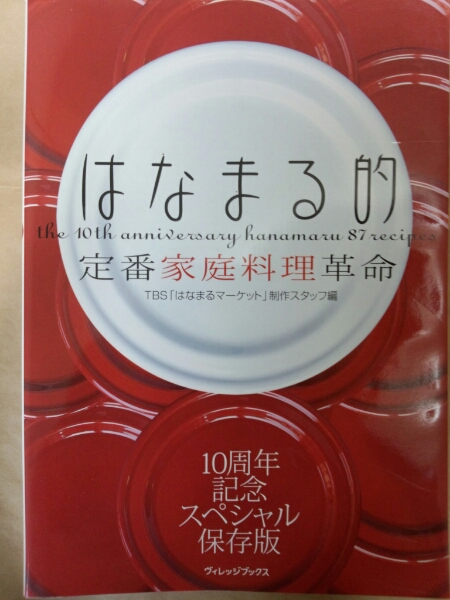 はなまる的
the 10th anniversary hanamaru 87 recipes
定番家庭料理革命
TBS「はなまるマーケット」制作スタッフ編
10周年
記念
スペシャル
保存版
ヴィレッジブックス